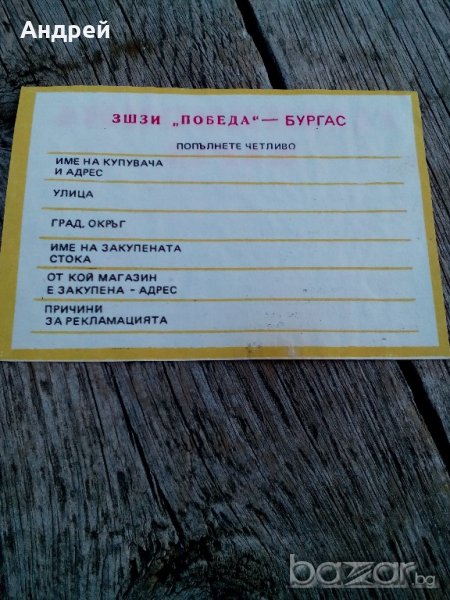 Андрей
ЗШЗИ „ПОБЕДА“ — БУРГАС
ПОПЪЛНЕТЕ ЧЕТЛИВО
ИМЕ НА КУПУВАЧА
И АДРЕС
УЛИЦА
ГРАД, ОКРЪГ
ИМЕ НА ЗАКУПЕНАТА
СТОКА
ОТ КОЙ МАГАЗИН
Е ЗАКУПЕНА - АДРЕС
ПРИЧИНИ
ЗА РЕКЛАМАЦИЯТА
bazar.bg